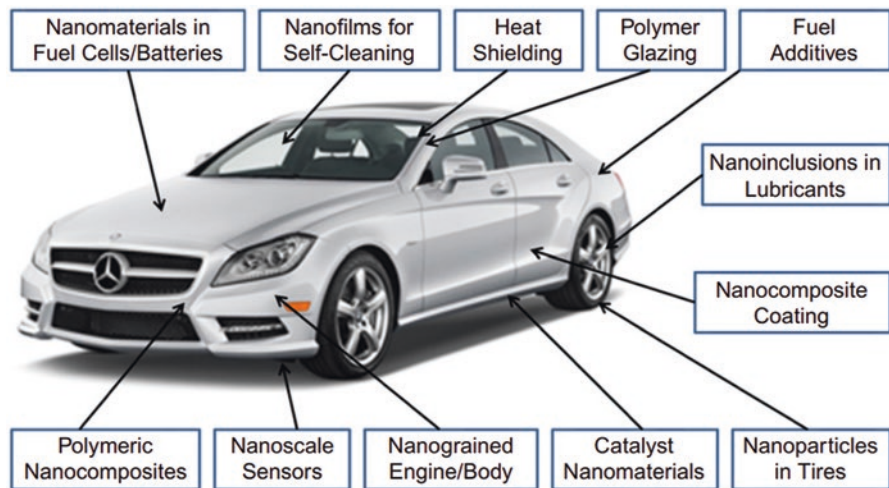 Nanomaterials in
Fuel Cells/Batteries
Nanofilms for
Self-Cleaning
Heat
Shielding
Polymer
Glazing
Fuel
Additives
Nanoinclusions in
Lubricants
Nanocomposite
Coating
Polymeric
Nanocomposites
Nanoscale
Sensors
Nanograined
Engine/Body
Catalyst
Nanomaterials
Nanoparticles
in Tires